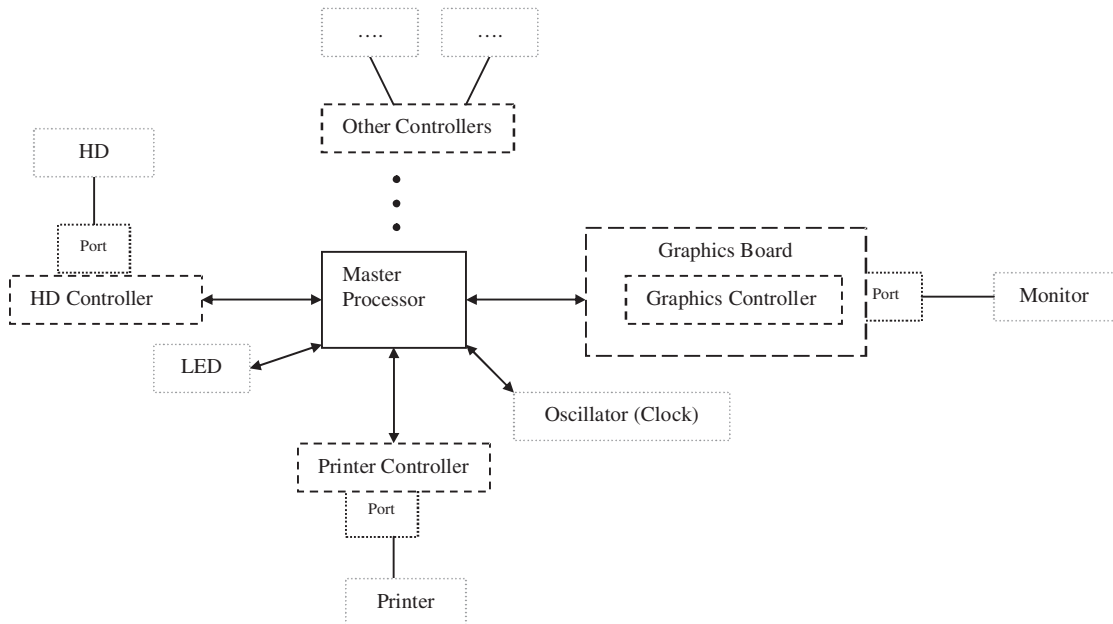 ....
....
Other Controllers
HD
Port
HD Controller
Master
Processor
Graphics Board
Graphics Controller
Port
Monitor
LED
Oscillator (Clock)
Printer Controller
Port
Printer